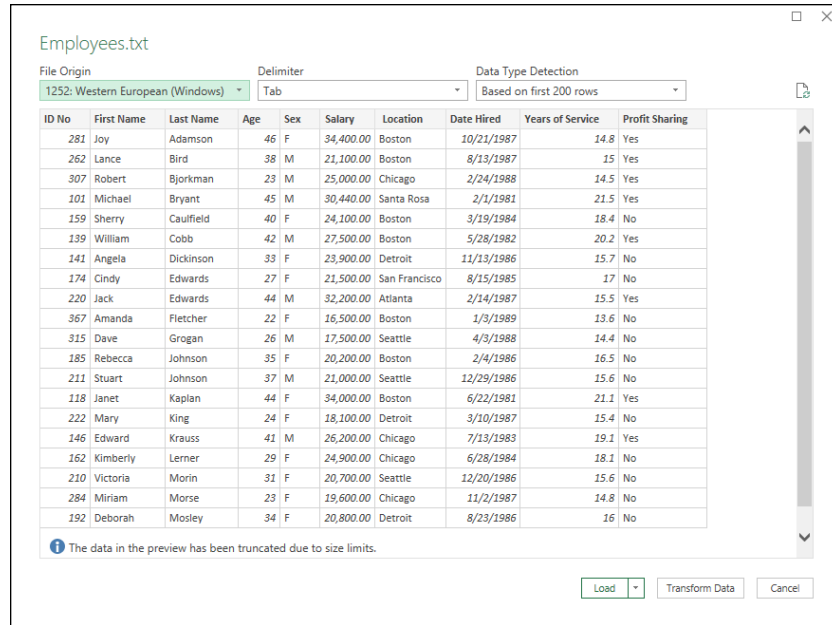 Employees.txt
File Origin Delimiter Data Type Detection
1252: Western European (Windows) Tab Based on first 200 rows
ID No First Name Last Name Age Sex Salary Location Date Hired Years of Service Profit Sharing
281 Joy Adamson 46 F 34,400.00 Boston 10/21/1987 14.8 Yes
262 Lance Bird 38 M 21,100.00 Boston 8/13/1987 15 Yes
307 Robert Bjorkman 23 M 25,000.00 Chicago 2/24/1988 14.5 Yes
101 Michael Bryant 45 M 30,440.00 Santa Rosa 2/1/1981 21.5 Yes
159 Sherry Caulfield 40 F 24,100.00 Boston 3/19/1984 18.4 No
139 William Cobb 42 M 27,500.00 Boston 5/28/1982 20.2 Yes
141 Angela Dickinson 33 F 23,900.00 Detroit 11/13/1986 15.7 No
174 Cindy Edwards 27 F 21,500.00 San Francisco 8/15/1985 17 No
220 Jack Edwards 44 M 32,200.00 Atlanta 2/14/1987 15.5 Yes
367 Amanda Fletcher 22 F 16,500.00 Boston 1/3/1989 13.6 No
315 Dave Grogan 26 M 17,500.00 Seattle 4/3/1988 14.4 No
185 Rebecca Johnson 35 F 20,200.00 Boston 2/4/1986 16.5 No
211 Stuart Johnson 37 M 21,000.00 Seattle 12/29/1986 15.6 No
118 Janet Kaplan 44 F 34,000.00 Boston 6/22/1981 21.1 Yes
222 Mary King 24 F 18,100.00 Detroit 3/10/1987 15.4 No
146 Edward Krauss 41 M 26,200.00 Chicago 7/13/1983 19.1 Yes
162 Kimberly Lerner 29 F 24,900.00 Chicago 6/28/1984 18.1 No
210 Victoria Morin 31 F 20,700.00 Seattle 12/20/1986 15.6 No
284 Miriam Morse 23 F 19,600.00 Chicago 11/2/1987 14.8 No
192 Deborah Mosley 34 F 20,800.00 Detroit 8/23/1986 16 No
The data in the preview has been truncated due to size limits.
Load Transform Data Cancel